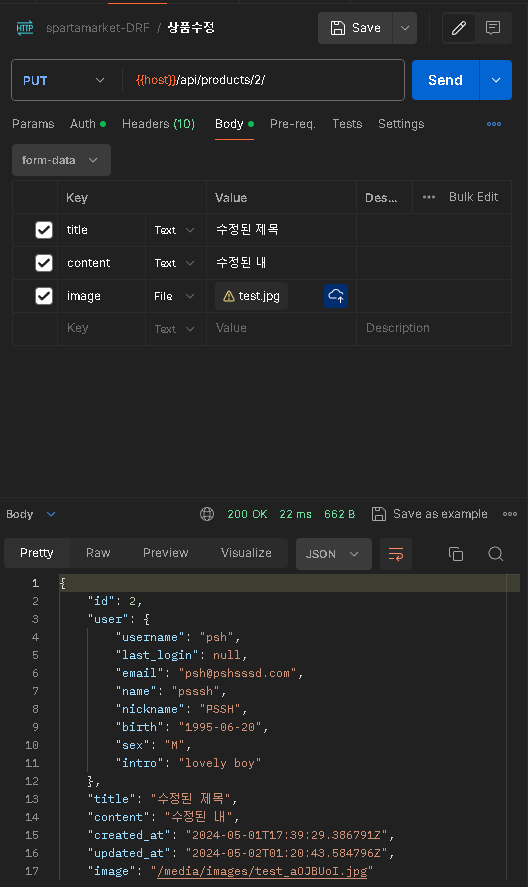 HTTP spartamarket-DRF / 상품수정 Save
PUT {{host}}/api/products/2/ Send
Params Auth Headers (10) Body Pre-req. Tests Settings
form-data
Key Value Des... Bulk Edit
title Text 수정된 제목
content Text 수정된 내
image File test.jpg
Key Text Value Description
Body 200 OK 22 ms 662 B Save as example
Pretty Raw Preview Visualize JSON
1 {
2 "id": 2,
3 "user": {
4 "username": "psh",
5 "last_login": null,
6 "email": "psh@pshsssd.com",
7 "name": "psssh",
8 "nickname": "PSSH",
9 "birth": "1995-06-20",
10 "sex": "M",
11 "intro": "lovely boy"
12 },
13 "title": "수정된 제목",
14 "content": "수정된 내",
15 "created_at": "2024-05-01T17:39:29.386791Z",
16 "updated_at": "2024-05-02T01:20:43.584796Z",
17 "image": "/media/images/test_aOJBUoI.jpg"